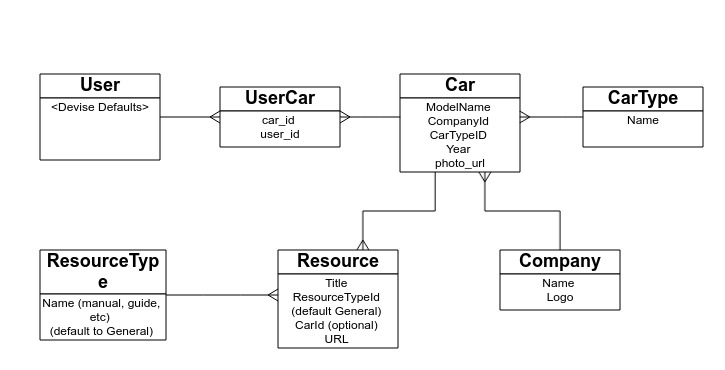 User
<Devise Defaults>
UserCar
car_id
user_id
Car
ModelName
CompanyId
CarTypeID
Year
photo_url
CarType
Name
ResourceTyp
e
Name (manual, guide,
etc)
(default to General)
Resource
Title
ResourceTypeId
(default General)
CarId (optional)
URL
Company
Name
Logo